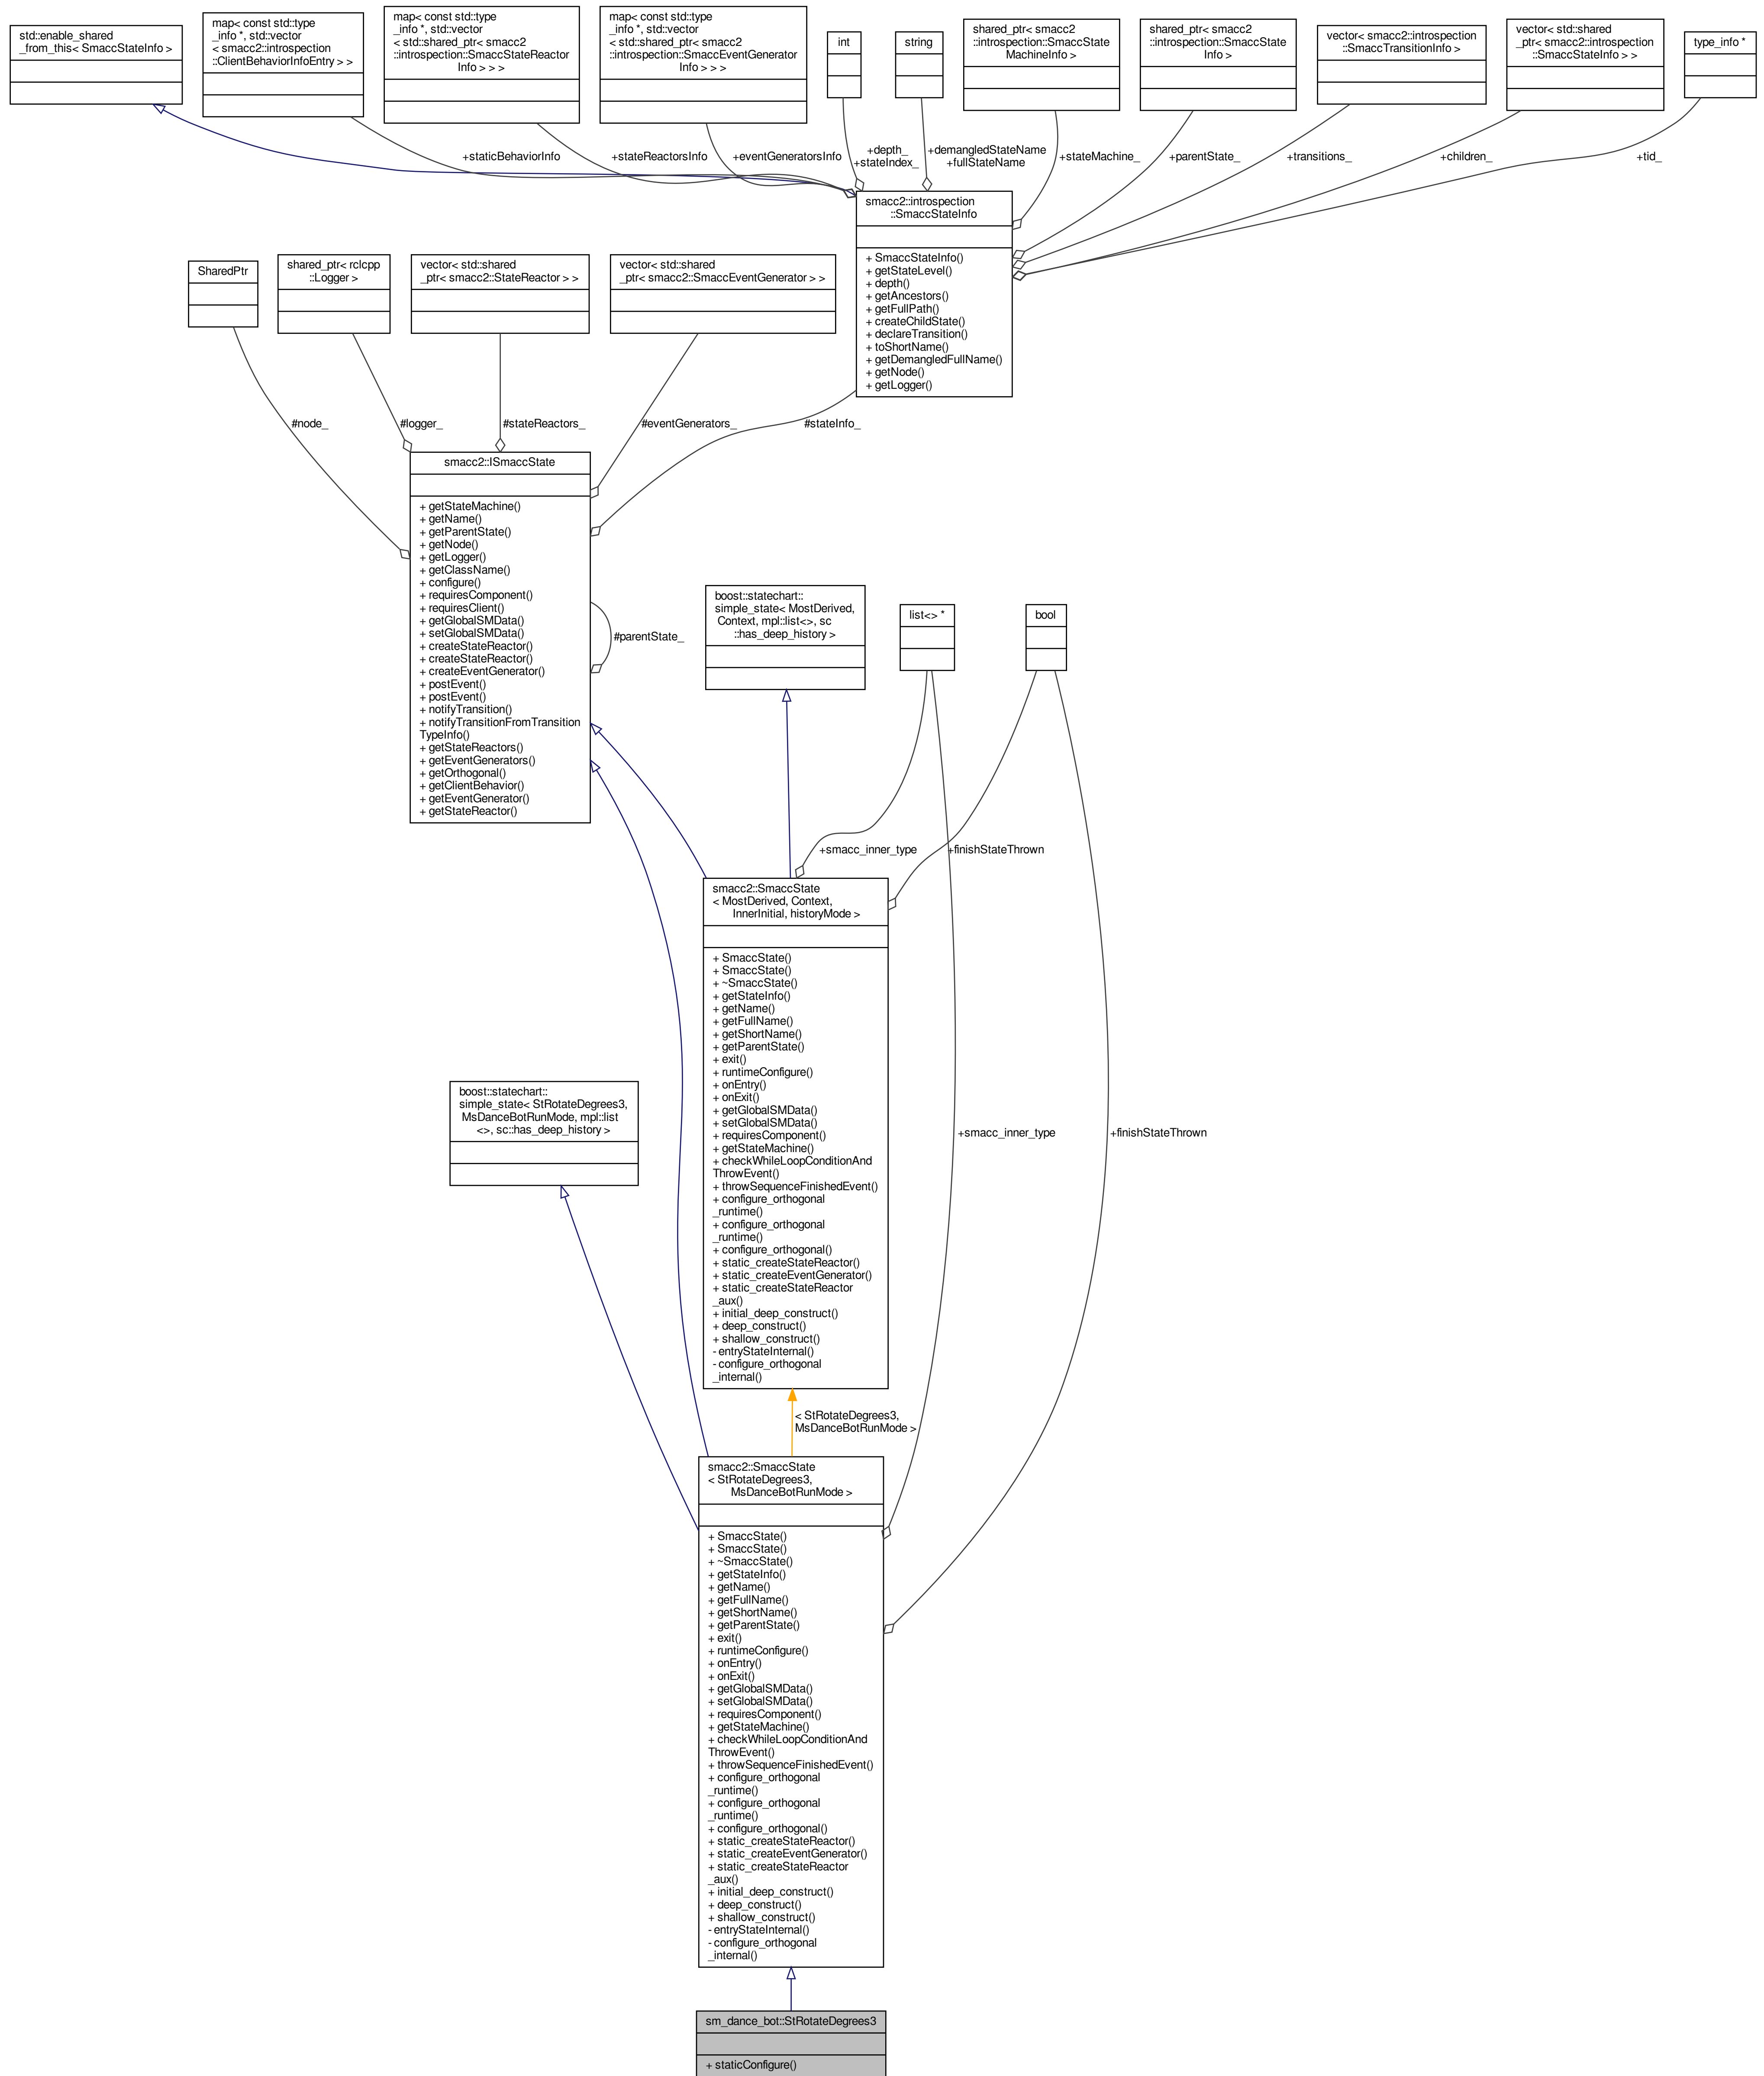 std::enable_shared
_from_this< SmaccStateInfo >
map< const std::type
_info *, std::vector
< smacc2::introspection
::ClientBehaviorInfoEntry > >
map< const std::type
_info *, std::vector
< std::shared_ptr< smacc2
::introspection::SmaccStateReactor
Info > > >
map< const std::type
_info *, std::vector
< std::shared_ptr< smacc2
::introspection::SmaccEventGenerator
Info > > >
int
string
shared_ptr< smacc2
::introspection::SmaccState
MachineInfo >
shared_ptr< smacc2
::introspection::SmaccState
Info >
vector< smacc2::introspection
::SmaccTransitionInfo >
vector< std::shared
_ptr< smacc2::introspection
::SmaccStateInfo > >
type_info *
+staticBehaviorInfo
+stateReactorsInfo
+eventGeneratorsInfo
+depth_
+stateIndex_
+demangledStateName
+fullStateName
+stateMachine_
+parentState_
+transitions_
+children_
+tid_
smacc2::introspection
::SmaccStateInfo
+ SmaccStateInfo()
+ getStateLevel()
+ depth()
+ getAncestors()
+ getFullPath()
+ createChildState()
+ declareTransition()
+ toShortName()
+ getDemangledFullName()
+ getNode()
+ getLogger()
SharedPtr
shared_ptr< rclcpp
::Logger >
vector< std::shared
_ptr< smacc2::StateReactor > >
vector< std::shared
_ptr< smacc2::SmaccEventGenerator > >
#node_
#logger_
#stateReactors_
#eventGenerators_
#stateInfo_
smacc2::ISmaccState
+ getStateMachine()
+ getName()
+ getParentState()
+ getNode()
+ getLogger()
+ getClassName()
+ configure()
+ requiresComponent()
+ requiresClient()
+ getGlobalSMData()
+ setGlobalSMData()
+ createStateReactor()
+ createStateReactor()
+ createEventGenerator()
+ postEvent()
+ postEvent()
+ notifyTransition()
+ notifyTransitionFromTransition
TypeInfo()
+ getStateReactors()
+ getEventGenerators()
+ getOrthogonal()
+ getClientBehavior()
+ getEventGenerator()
+ getStateReactor()
#parentState_
boost::statechart::
simple_state< MostDerived,
Context, mpl::list<>, sc
::has_deep_history >
list<> *
bool
+smacc_inner_type
+finishStateThrown
smacc2::SmaccState
< MostDerived, Context,
InnerInitial, historyMode >
+ SmaccState()
+ SmaccState()
+ ~SmaccState()
+ getStateInfo()
+ getName()
+ getFullName()
+ getShortName()
+ getParentState()
+ exit()
+ runtimeConfigure()
+ onEntry()
+ onExit()
+ getGlobalSMData()
+ setGlobalSMData()
+ requiresComponent()
+ getStateMachine()
+ checkWhileLoopConditionAnd
ThrowEvent()
+ throwSequenceFinishedEvent()
+ configure_orthogonal
_runtime()
+ configure_orthogonal
_runtime()
+ configure_orthogonal()
+ static_createStateReactor()
+ static_createEventGenerator()
+ static_createStateReactor
_aux()
+ initial_deep_construct()
+ deep_construct()
+ shallow_construct()
- entryStateInternal()
- configure_orthogonal
_internal()
boost::statechart::
simple_state< StRotateDegrees3,
MsDanceBotRunMode, mpl::list
<>, sc::has_deep_history >
+smacc_inner_type
+finishStateThrown
< StRotateDegrees3,
MsDanceBotRunMode >
smacc2::SmaccState
< StRotateDegrees3,
MsDanceBotRunMode >
+ SmaccState()
+ SmaccState()
+ ~SmaccState()
+ getStateInfo()
+ getName()
+ getFullName()
+ getShortName()
+ getParentState()
+ exit()
+ runtimeConfigure()
+ onEntry()
+ onExit()
+ getGlobalSMData()
+ setGlobalSMData()
+ requiresComponent()
+ getStateMachine()
+ checkWhileLoopConditionAnd
ThrowEvent()
+ throwSequenceFinishedEvent()
+ configure_orthogonal
_runtime()
+ configure_orthogonal
_runtime()
+ configure_orthogonal()
+ static_createStateReactor()
+ static_createEventGenerator()
+ static_createStateReactor
_aux()
+ initial_deep_construct()
+ deep_construct()
+ shallow_construct()
- entryStateInternal()
- configure_orthogonal
_internal()
sm_dance_bot::StRotateDegrees3
+ staticConfigure()